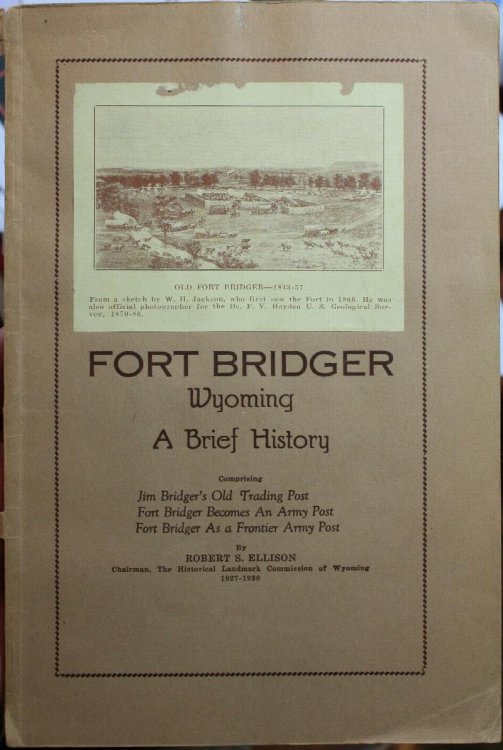 OLD FORT BRIDGER—1843-57
From a sketch by W. H. Jackson, who first saw the Fort in 1866. He was
also official photographer for the Dr. F. V. Hayden U. S. Geological Sur-
vey, 1870-80.
FORT BRIDGER
Wyoming
A Brief History
Comprising
Jim Bridger's Old Trading Post
Fort Bridger Becomes An Army Post
Fort Bridger As a Frontier Army Post
By
ROBERT S. ELLISON
Chairman, The Historical Landmark Commission of Wyoming
1927-1930